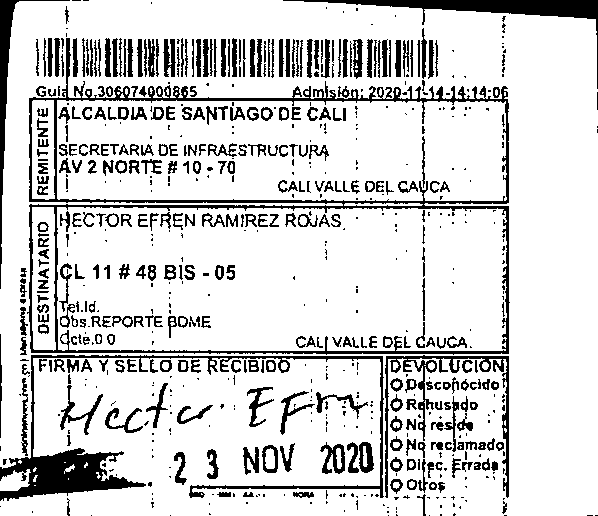 Guia No.306074000865 Admisión: 2020-11-14-14:14:06
REMITENTE
ALCALDIA DE SANTIAGO DE CALI
SECRETARIA DE INFRAESTRUCTURA
AV 2 NORTE # 10 - 70
CALI VALLE DEL CAUCA
DESTINATARIO
HECTOR EFREN RAMIREZ ROJAS
CL 11 # 48 BIS - 05
Tel.Id.
Obs.REPORTE BDME
Ccte.0 0 CALI VALLE DEL CAUCA
FIRMA Y SELLO DE RECIBIDO
Hector Efren
2 3 NOV 2020
HORA
DEVOLUCION
Desconocido
Rehusado
No reside
No reclamado
Direc. Errada
Otros